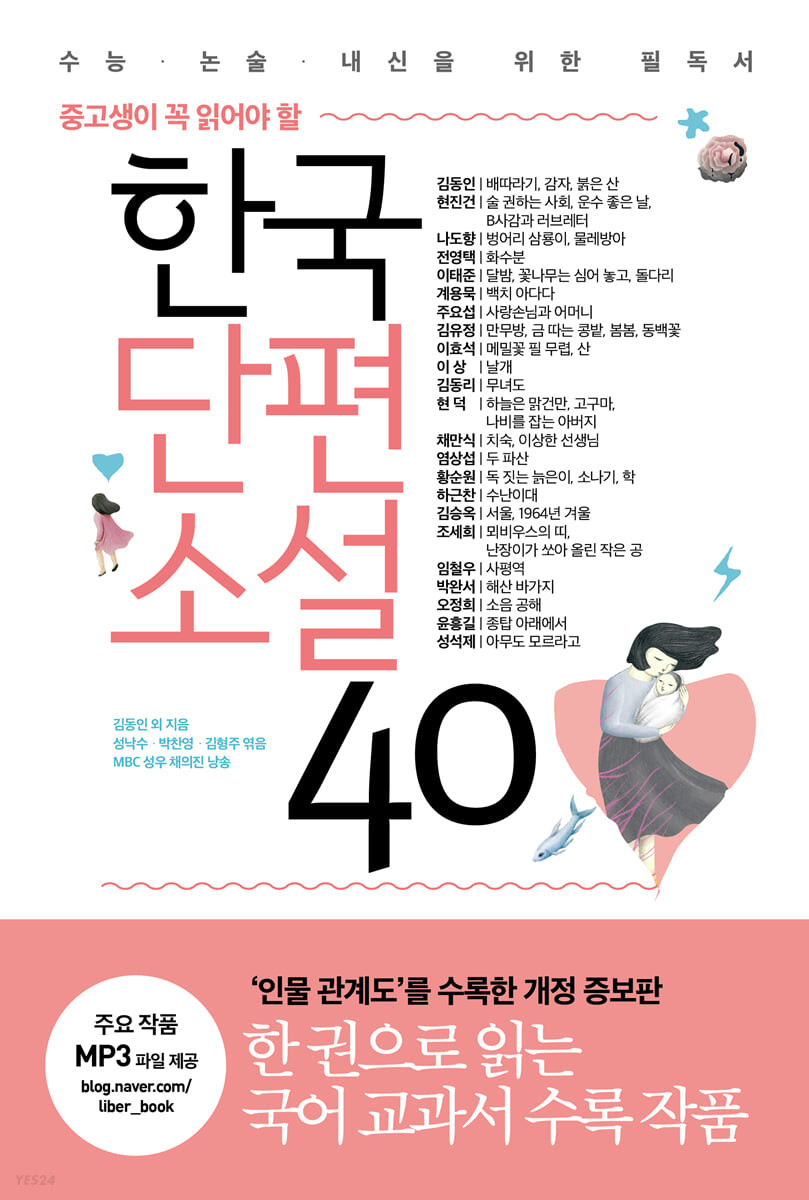 수능·논술·내신을 위한 필독서
중고생이 꼭 읽어야 할
한국
단편
소설
40
김동인 | 배따라기, 감자, 붉은 산
현진건 | 술 권하는 사회, 운수 좋은 날,
B사감과 러브레터
나도향 | 벙어리 삼룡이, 물레방아
전영택 | 화수분
이태준 | 달밤, 꽃나무는 심어 놓고, 돌다리
계용묵 | 백치 아다다
주요섭 | 사랑손님과 어머니
김유정 | 만무방, 금 따는 콩밭, 봄봄, 동백꽃
이효석 | 메밀꽃 필 무렵, 산
이 상 | 날개
김동리 | 무녀도
현 덕 | 하늘은 맑건만, 고구마,
나비를 잡는 아버지
채만식 | 치숙, 이상한 선생님
염상섭 | 두 파산
황순원 | 독 짓는 늙은이, 소나기, 학
하근찬 | 수난이대
김승옥 | 서울, 1964년 겨울
조세희 | 뫼비우스의 띠,
난장이가 쏘아 올린 작은 공
임철우 | 사평역
박완서 | 해산 바가지
오정희 | 소음 공해
윤흥길 | 종탑 아래에서
성석제 | 아무도 모르라고
김동인 외 지음
성낙수·박찬영·김형주 엮음
MBC 성우 채의진 낭송
'인물 관계도'를 수록한 개정 증보판
한 권으로 읽는
국어 교과서 수록 작품
주요 작품
MP3 파일 제공
blog.naver.com/
liber_book
YES24